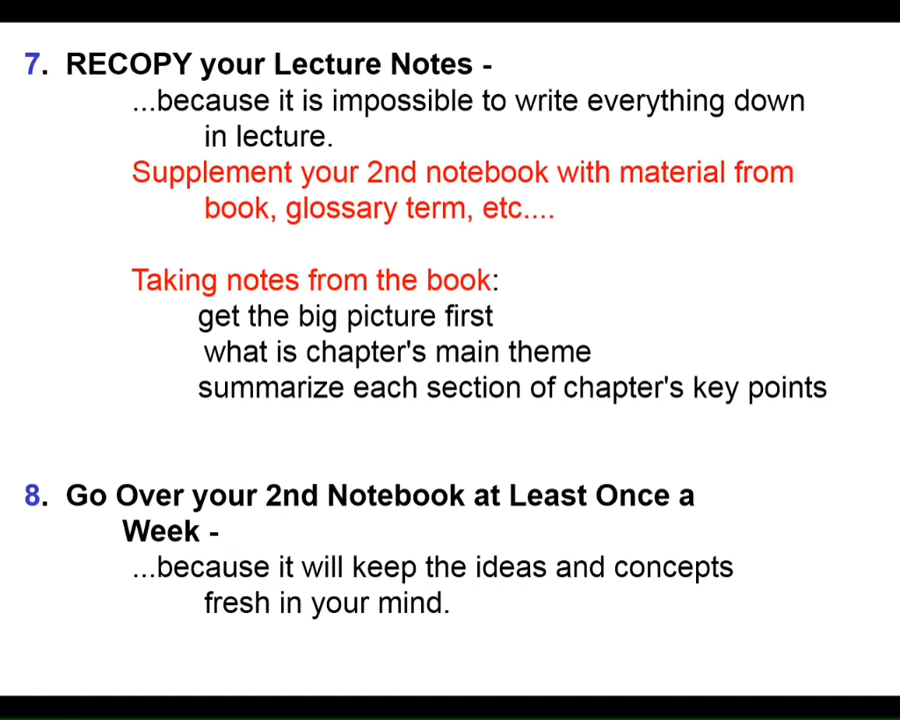 7. RECOPY your Lecture Notes -
...because it is impossible to write everything down
in lecture.
Supplement your 2nd notebook with material from
book, glossary term, etc....
Taking notes from the book:
get the big picture first
what is chapter's main theme
summarize each section of chapter's key points
8. Go Over your 2nd Notebook at Least Once a
Week -
...because it will keep the ideas and concepts
fresh in your mind.